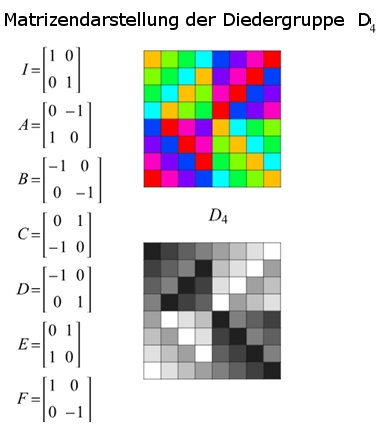 Matrizendarstellung der Diedergruppe D4
I = [1 0
0 1]
A = [0 −1
1 0]
B = [−1 0
0 −1]
D4
C = [0 1
−1 0]
D = [−1 0
0 1]
E = [0 1
1 0]
F = [1 0
0 −1]